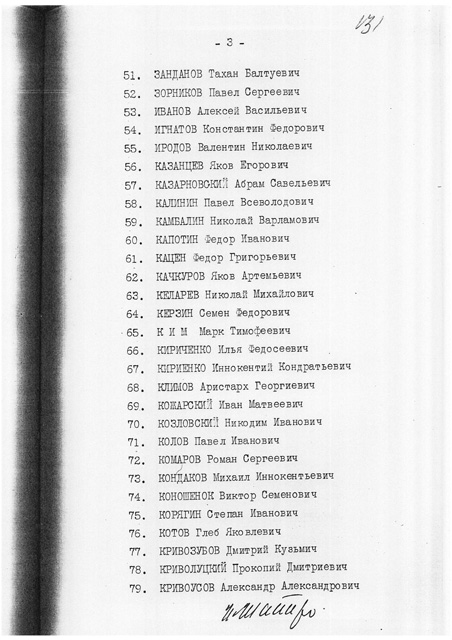 131
- 3 -
51. ЗАНДАНОВ Тахан Балтуевич
52. ЗОРНИКОВ Павел Сергеевич
53. ИВАНОВ Алексей Васильевич
54. ИГНАТОВ Константин Федорович
55. ИРОДОВ Валентин Николаевич
56. КАЗАНЦЕВ Яков Егорович
57. КАЗАРНОВСКИЙ Абрам Савельевич
58. КАЛИНИН Павел Всеволодович
59. КАМБАЛИН Николай Варламович
60. КАПОТИН Федор Иванович
61. КАЦЕН Федор Григорьевич
62. КАЧКУРОВ Яков Артемьевич
63. КЕЛАРЕВ Николай Михайлович
64. КЕРЗИН Семен Федорович
65. К И М Марк Тимофеевич
66. КИРИЧЕНКО Илья Федосеевич
67. КИРИЕНКО Иннокентий Кондратьевич
68. КЛИМОВ Аристарх Георгиевич
69. КОЖАРСКИЙ Иван Матвеевич
70. КОЗЛОВСКИЙ Никодим Иванович
71. КОЛОВ Павел Иванович
72. КОМАРОВ Роман Сергеевич
73. КОНДАКОВ Михаил Иннокентьевич
74. КОНОШЕНОК Виктор Семенович
75. КОРЯГИН Степан Иванович
76. КОТОВ Глеб Яковлевич
77. КРИВОЗУБОВ Дмитрий Кузьмич
78. КРИВОЛУЦКИЙ Прокопий Дмитриевич
79. КРИВОУСОВ Александр Александрович